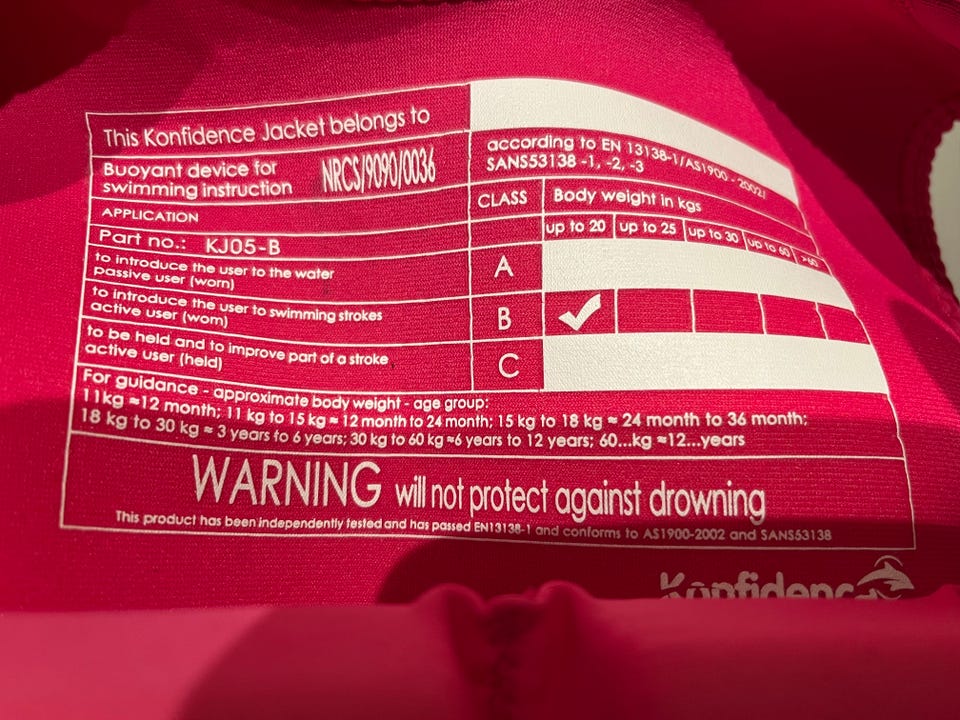 This Konfidence Jacket belongs to
Buoyant device for
swimming instruction
NRCS/9090/0036
according to EN 13138-1/AS1900 - 2002/
SANS53138 -1, -2, -3
APPLICATION
CLASS
Body weight in kgs
Part no.: KJ05-B
up to 20 up to 25 up to 30 up to 60 >60
to introduce the user to the water
passive user (worn)
A
to introduce the user to swimming strokes
active user (worn)
B
to be held and to improve part of a stroke
active user (held)
C
For guidance - approximate body weight - age group:
11kg ≈12 month; 11 kg to 15 kg ≈ 12 month to 24 month; 15 kg to 18 kg ≈ 24 month to 36 month;
18 kg to 30 kg ≈ 3 years to 6 years; 30 kg to 60 kg ≈6 years to 12 years; 60...kg ≈12...years
WARNING will not protect against drowning
This product has been independently tested and has passed EN13138-1 and conforms to AS1900-2002 and SANS53138
Konfidence